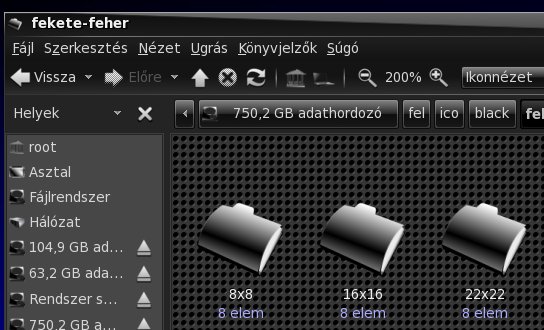 fekete-feher
Fájl Szerkesztés Nézet Ugrás Könyvjelzők Súgó
Vissza Előre 200% Ikonnézet
Helyek 750,2 GB adathordozó fel ico black
root
Asztal
Fájlrendszer
Hálózat
104,9 GB ad...
63,2 GB ada...
Rendszer s...
750,2 GB a...
8x8 16x16 22x22
8 elem 8 elem 8 elem